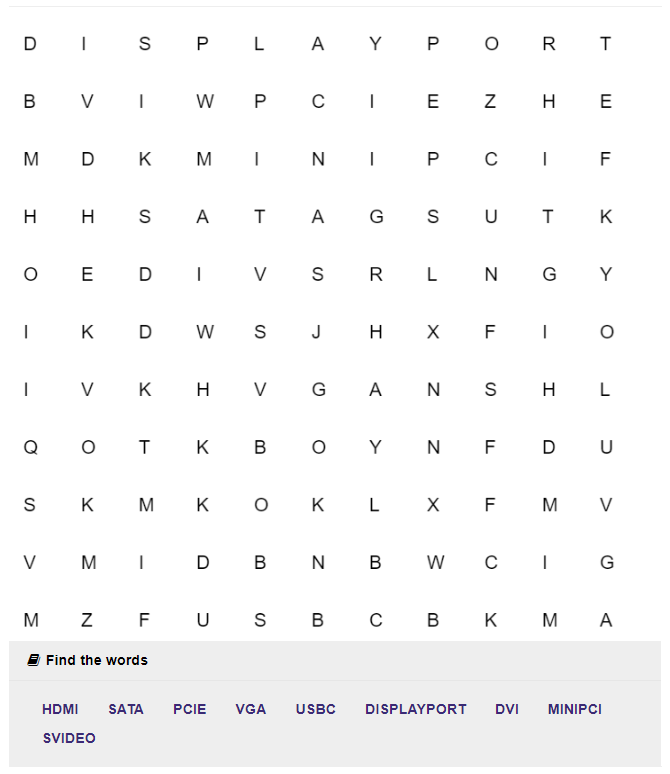 D I S P L A Y P O R T
B V I W P C I E Z H E
M D K M I N I P C I F
H H S A T A G S U T K
O E D I V S R L N G Y
I K D W S J H X F I O
I V K H V G A N S H L
Q O T K B O Y N F D U
S K M K O K L X F M V
V M I D B N B W C I G
M Z F U S B C B K M A
Find the words
HDMI SATA PCIE VGA USBC DISPLAYPORT DVI MINIPCI
SVIDEO